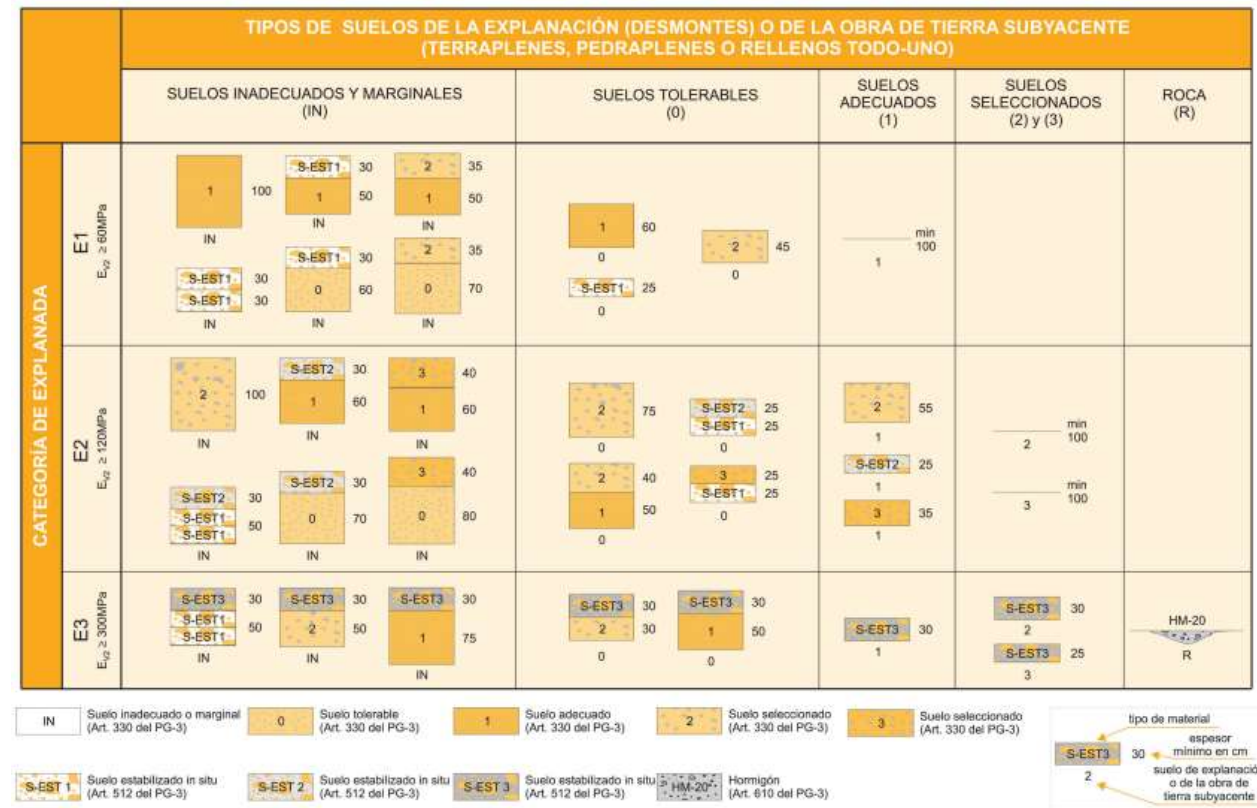 TIPOS DE SUELOS DE LA EXPLANACIÓN (DESMONTES) O DE LA OBRA DE TIERRA SUBYACENTE
(TERRAPLENES, PEDRAPLENES O RELLENOS TODO-UNO)
SUELOS INADECUADOS Y MARGINALES
(IN)
SUELOS TOLERABLES
(0)
SUELOS
ADECUADOS
(1)
SUELOS
SELECCIONADOS
(2) y (3)
ROCA
(R)
CATEGORÍA DE EXPLANADA
E1
Ev2 ≥ 60MPa
1 100
IN
S-EST1 30
1 50
IN
2 35
1 50
IN
S-EST1 30
S-EST1 30
IN
S-EST1 30
0 60
IN
2 35
0 70
IN
1 60
0
2 45
0
S-EST1 25
0
min
100
1
E2
Ev2 ≥ 120MPa
2 100
IN
S-EST2 30
1 60
IN
3 40
1 60
IN
S-EST2 30
S-EST1 50
S-EST1
IN
S-EST2 30
0 70
IN
3 40
0 80
IN
2 75
0
S-EST2 25
S-EST1 25
0
2 40
1 50
0
3 25
S-EST1 25
0
2 55
1
S-EST2 25
1
3 35
1
min
100
2
min
100
3
E3
Ev2 ≥ 300MPa
S-EST3 30
S-EST1 50
S-EST1
IN
S-EST3 30
2 50
IN
S-EST3 30
1 75
IN
S-EST3 30
2 30
0
S-EST3 30
1 50
0
S-EST3 30
1
S-EST3 30
2
S-EST3 25
3
HM-20
R
IN Suelo inadecuado o marginal
(Art. 330 del PG-3)
0 Suelo tolerable
(Art. 330 del PG-3)
1 Suelo adecuado
(Art. 330 del PG-3)
2 Suelo seleccionado
(Art. 330 del PG-3)
3 Suelo seleccionado
(Art. 330 del PG-3)
S-EST 1 Suelo estabilizado in situ
(Art. 512 del PG-3)
S-EST 2 Suelo estabilizado in situ
(Art. 512 del PG-3)
S-EST 3 Suelo estabilizado in situ
(Art. 512 del PG-3)
HM-20 Hormigón
(Art. 610 del PG-3)
tipo de material
espesor
mínimo en cm
S-EST3 30
2
suelo de explanació
o de la obra de
tierra subyacente